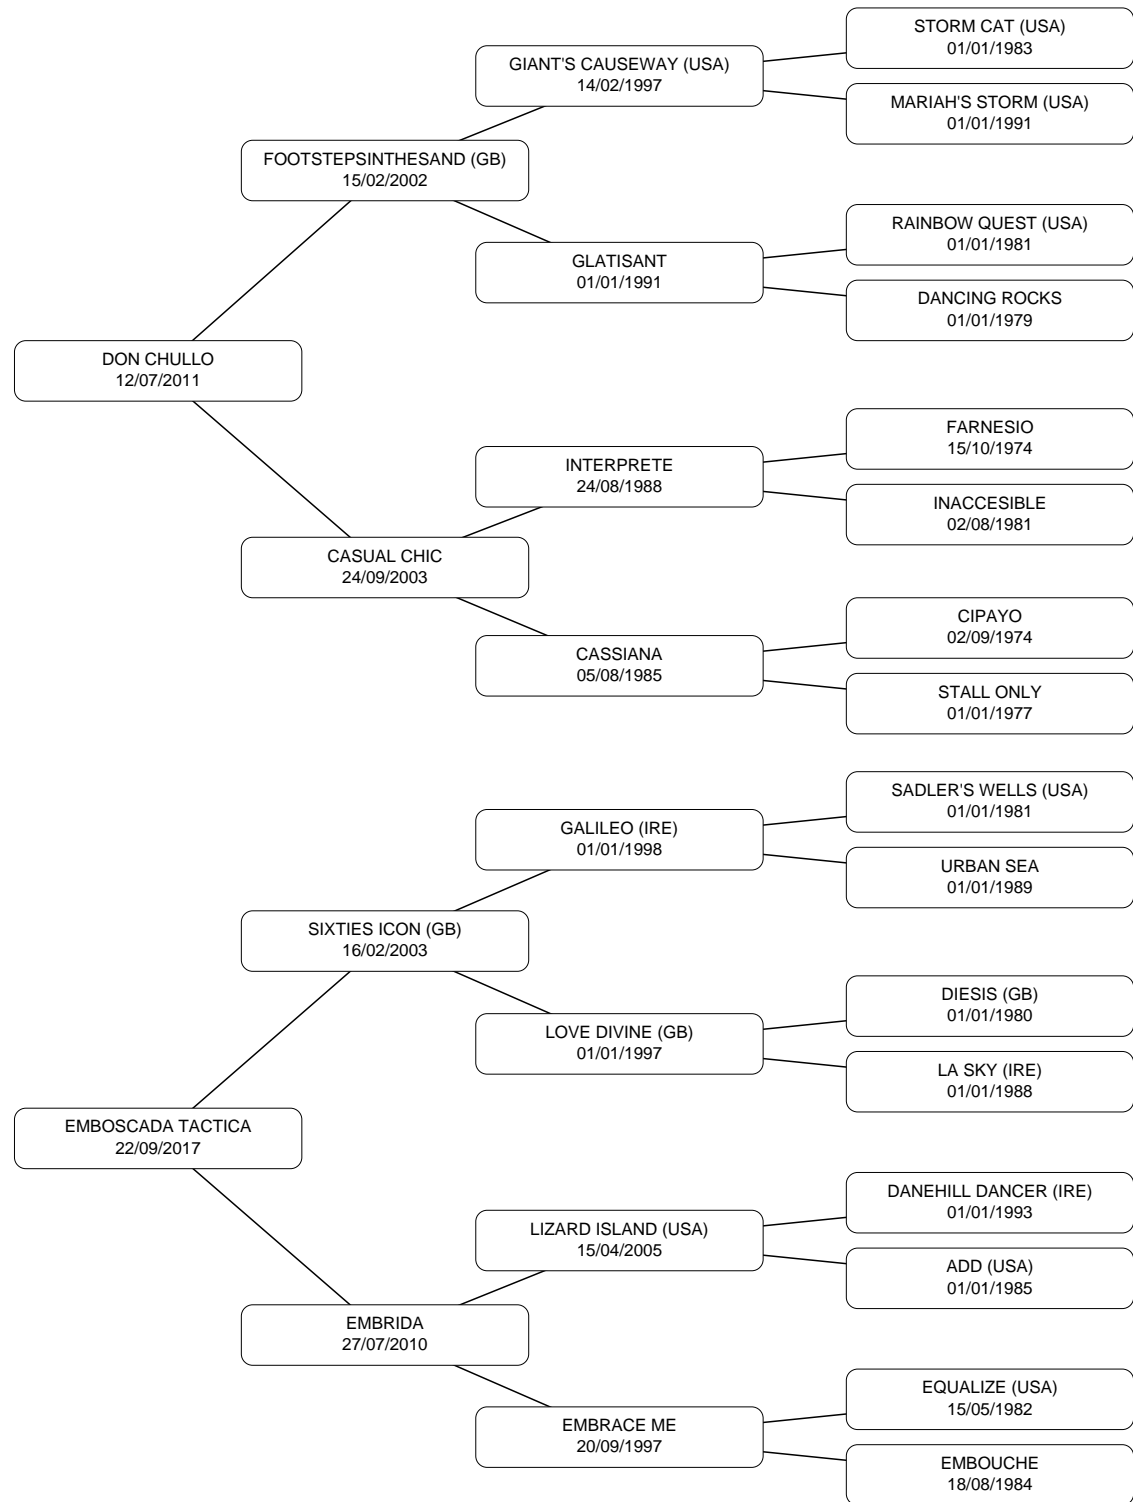 STORM CAT (USA)
01/01/1983
GIANT'S CAUSEWAY (USA)
14/02/1997
MARIAH'S STORM (USA)
01/01/1991
FOOTSTEPSINTHESAND (GB)
15/02/2002
RAINBOW QUEST (USA)
01/01/1981
GLATISANT
01/01/1991
DANCING ROCKS
01/01/1979
DON CHULLO
12/07/2011
FARNESIO
15/10/1974
INTERPRETE
24/08/1988
INACCESIBLE
02/08/1981
CASUAL CHIC
24/09/2003
CIPAYO
02/09/1974
CASSIANA
05/08/1985
STALL ONLY
01/01/1977
SADLER'S WELLS (USA)
01/01/1981
GALILEO (IRE)
01/01/1998
URBAN SEA
01/01/1989
SIXTIES ICON (GB)
16/02/2003
DIESIS (GB)
01/01/1980
LOVE DIVINE (GB)
01/01/1997
LA SKY (IRE)
01/01/1988
EMBOSCADA TACTICA
22/09/2017
DANEHILL DANCER (IRE)
01/01/1993
LIZARD ISLAND (USA)
15/04/2005
ADD (USA)
01/01/1985
EMBRIDA
27/07/2010
EQUALIZE (USA)
15/05/1982
EMBRACE ME
20/09/1997
EMBOUCHE
18/08/1984